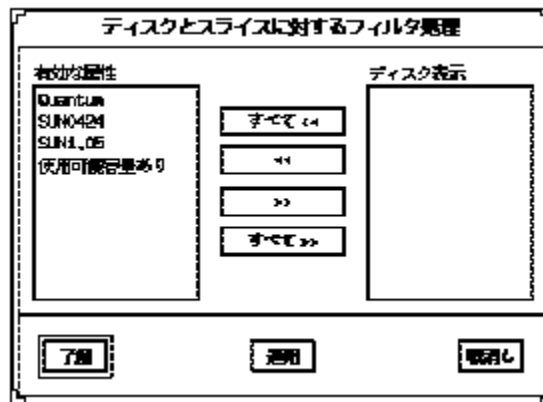 ディスクとスライスに対するフィルタ処理
有効な属性
ディスク表示
Quantum
SUN0424
SUN1.05
使用可能容量あり
すべて <<
<<
>>
すべて >>
了解
適用
取消し